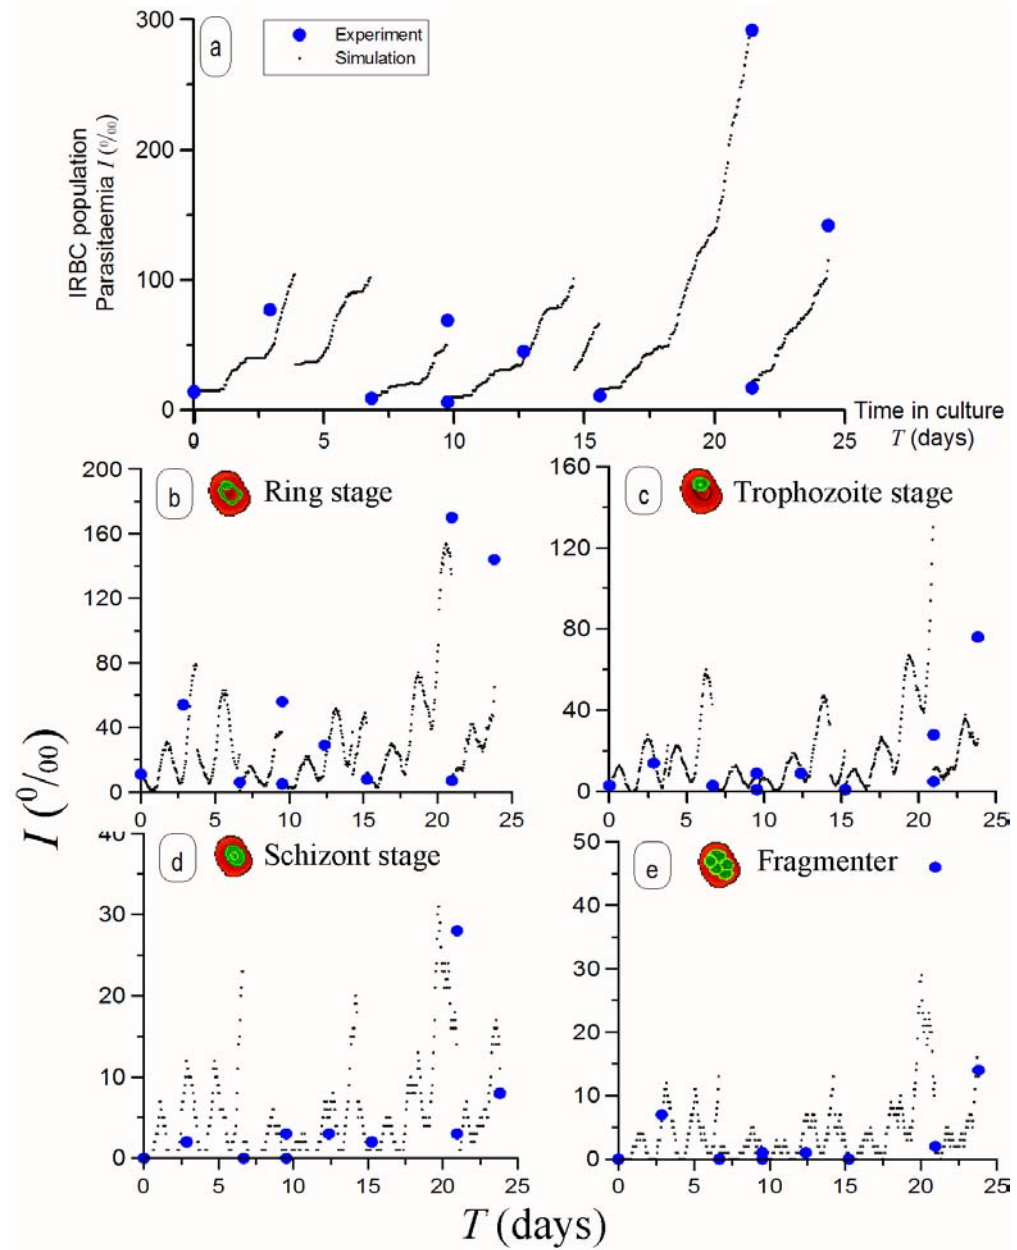 300
a
Experiment
Simulation
200
IRBC population
Parasitaemia I (0/00)
100
0
0 5 10 15 20 25
Time in culture
T (days)
200
b
Ring stage
160
120
80
40
0
0 5 10 15 20 25
160
c
Trophozoite stage
120
80
40
0
0 5 10 15 20 25
I (0/00)
40
d
Schizont stage
30
20
10
0
0 5 10 15 20 25
50
e
Fragmenter
40
30
20
10
0
0 5 10 15 20 25
T (days)